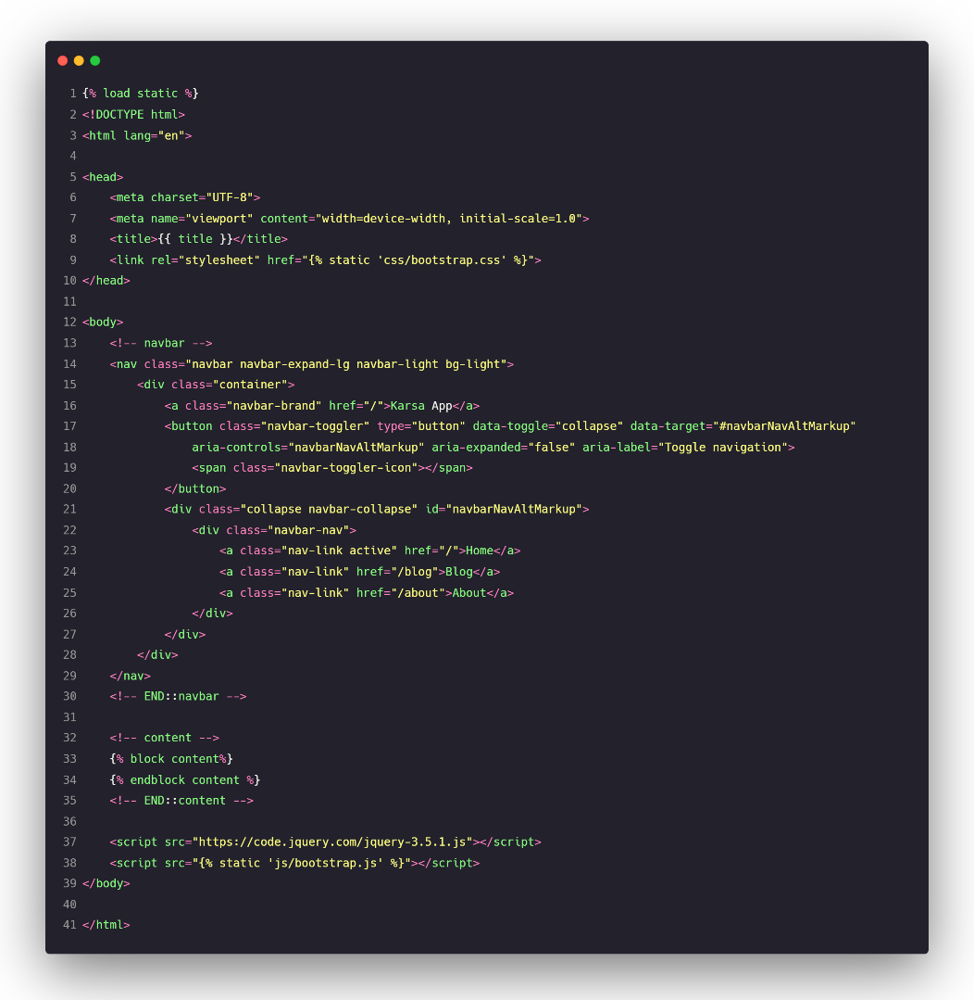 1 {% load static %}
2 <!DOCTYPE html>
3 <html lang="en">
4
5 <head>
6     <meta charset="UTF-8">
7     <meta name="viewport" content="width=device-width, initial-scale=1.0">
8     <title>{{ title }}</title>
9     <link rel="stylesheet" href="{% static 'css/bootstrap.css' %}">
10 </head>
11
12 <body>
13     <!-- navbar -->
14     <nav class="navbar navbar-expand-lg navbar-light bg-light">
15         <div class="container">
16             <a class="navbar-brand" href="/">Karsa App</a>
17             <button class="navbar-toggler" type="button" data-toggle="collapse" data-target="#navbarNavAltMarkup"
18                 aria-controls="navbarNavAltMarkup" aria-expanded="false" aria-label="Toggle navigation">
19                 <span class="navbar-toggler-icon"></span>
20             </button>
21             <div class="collapse navbar-collapse" id="navbarNavAltMarkup">
22                 <div class="navbar-nav">
23                     <a class="nav-link active" href="/">Home</a>
24                     <a class="nav-link" href="/blog">Blog</a>
25                     <a class="nav-link" href="/about">About</a>
26                 </div>
27             </div>
28         </div>
29     </nav>
30     <!-- END::navbar -->
31
32     <!-- content -->
33     {% block content%}
34     {% endblock content %}
35     <!-- END::content -->
36
37     <script src="https://code.jquery.com/jquery-3.5.1.js"></script>
38     <script src="{% static 'js/bootstrap.js' %}"></script>
39 </body>
40
41 </html>